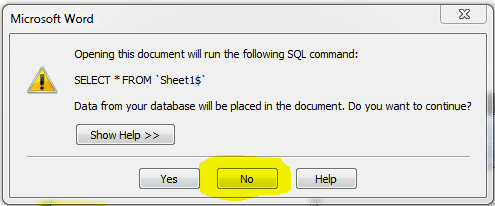 Microsoft Word
Opening this document will run the following SQL command:
SELECT * FROM `Sheet1$`
Data from your database will be placed in the document. Do you want to continue?
Show Help >>
Yes No Help